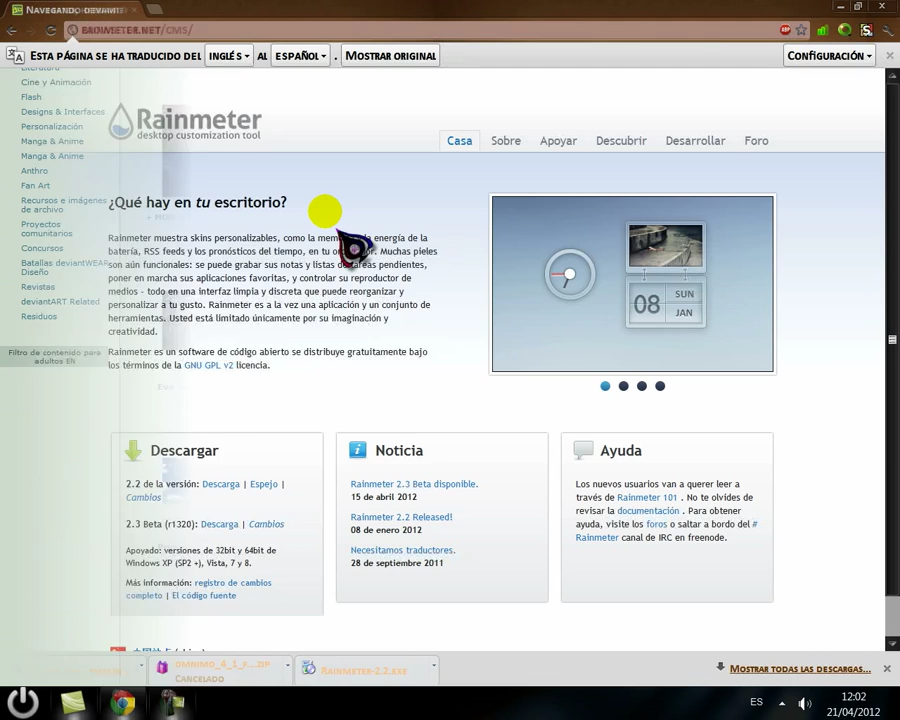 Navegando, deviantT
RAINMETER.NET/CMS/
Esta página se ha traducido del inglés al español . Mostrar original Configuración
Literatura
Cine y Animación
Flash
Designs & Interfaces
Personalización
Manga & Anime
Manga & Anime
Anthro
Fan Art
Recursos e imágenes
de archivo
Proyectos
comunitarios
Concursos
Batallas deviantWEAR
Diseño
Revistas
deviantART Related
Residuos
Filtro de contenido para
adultos EN
Rainmeter
desktop customization tool
Casa Sobre Apoyar Descubrir Desarrollar Foro
¿Qué hay en tu escritorio?
Rainmeter muestra skins personalizables, como la energía de la
batería, RSS feeds y los pronósticos del tiempo, en tu Muchas pieles
son aún funcionales: se puede grabar sus notas y listas de tareas pendientes,
poner en marcha sus aplicaciones favoritas, y controlar su reproductor de
medios - todo en una interfaz limpia y discreta que puede reorganizar y
personalizar a tu gusto. Rainmeter es a la vez una aplicación y un conjunto de
herramientas. Usted está limitado únicamente por su imaginación y
creatividad.
Rainmeter es un software de código abierto se distribuye gratuitamente bajo
los términos de la GNU GPL v2 licencia.
08 SUN
JAN
Descargar
2.2 de la versión: Descarga | Espejo |
Cambios
2.3 Beta (r1320): Descarga | Cambios
Apoyado: versiones de 32bit y 64bit de
Windows XP (SP2 +), Vista, 7 y 8.
Más información: registro de cambios
completo | El código fuente
Noticia
Rainmeter 2.3 Beta disponible.
15 de abril 2012
Rainmeter 2.2 Released!
08 de enero 2012
Necesitamos traductores.
28 de septiembre 2011
Ayuda
Los nuevos usuarios van a querer leer a
través de Rainmeter 101 . No te olvides de
revisar la documentación . Para obtener
ayuda, visite los foros o saltar a bordo del #
Rainmeter canal de IRC en freenode.
omnimo_4_1_f...zip
Cancelado
Rainmeter-2.2.exe
Mostrar todas las descargas...
ES
12:02
21/04/2012